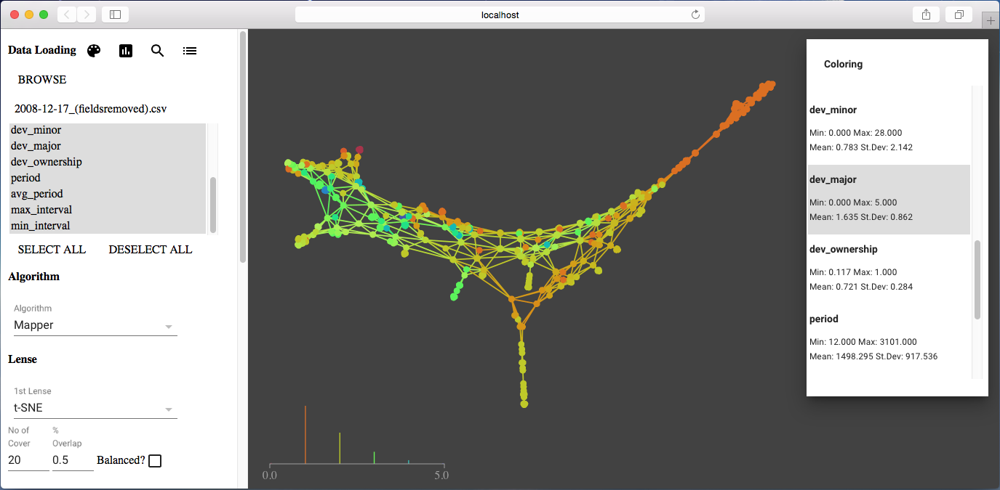 localhost
Data Loading
BROWSE
2008-12-17_(fieldsremoved).csv
dev_minor
dev_major
dev_ownership
period
avg_period
max_interval
min_interval
SELECT ALL DESELECT ALL
Algorithm
Algorithm
Mapper
Lense
1st Lense
t-SNE
No of Cover
% Overlap
20
0.5
Balanced?
0.0 5.0
Coloring
dev_minor
Min: 0.000 Max: 28.000
Mean: 0.783 St.Dev: 2.142
dev_major
Min: 0.000 Max: 5.000
Mean: 1.635 St.Dev: 0.862
dev_ownership
Min: 0.117 Max: 1.000
Mean: 0.721 St.Dev: 0.284
period
Min: 12.000 Max: 3101.000
Mean: 1498.295 St.Dev: 917.536